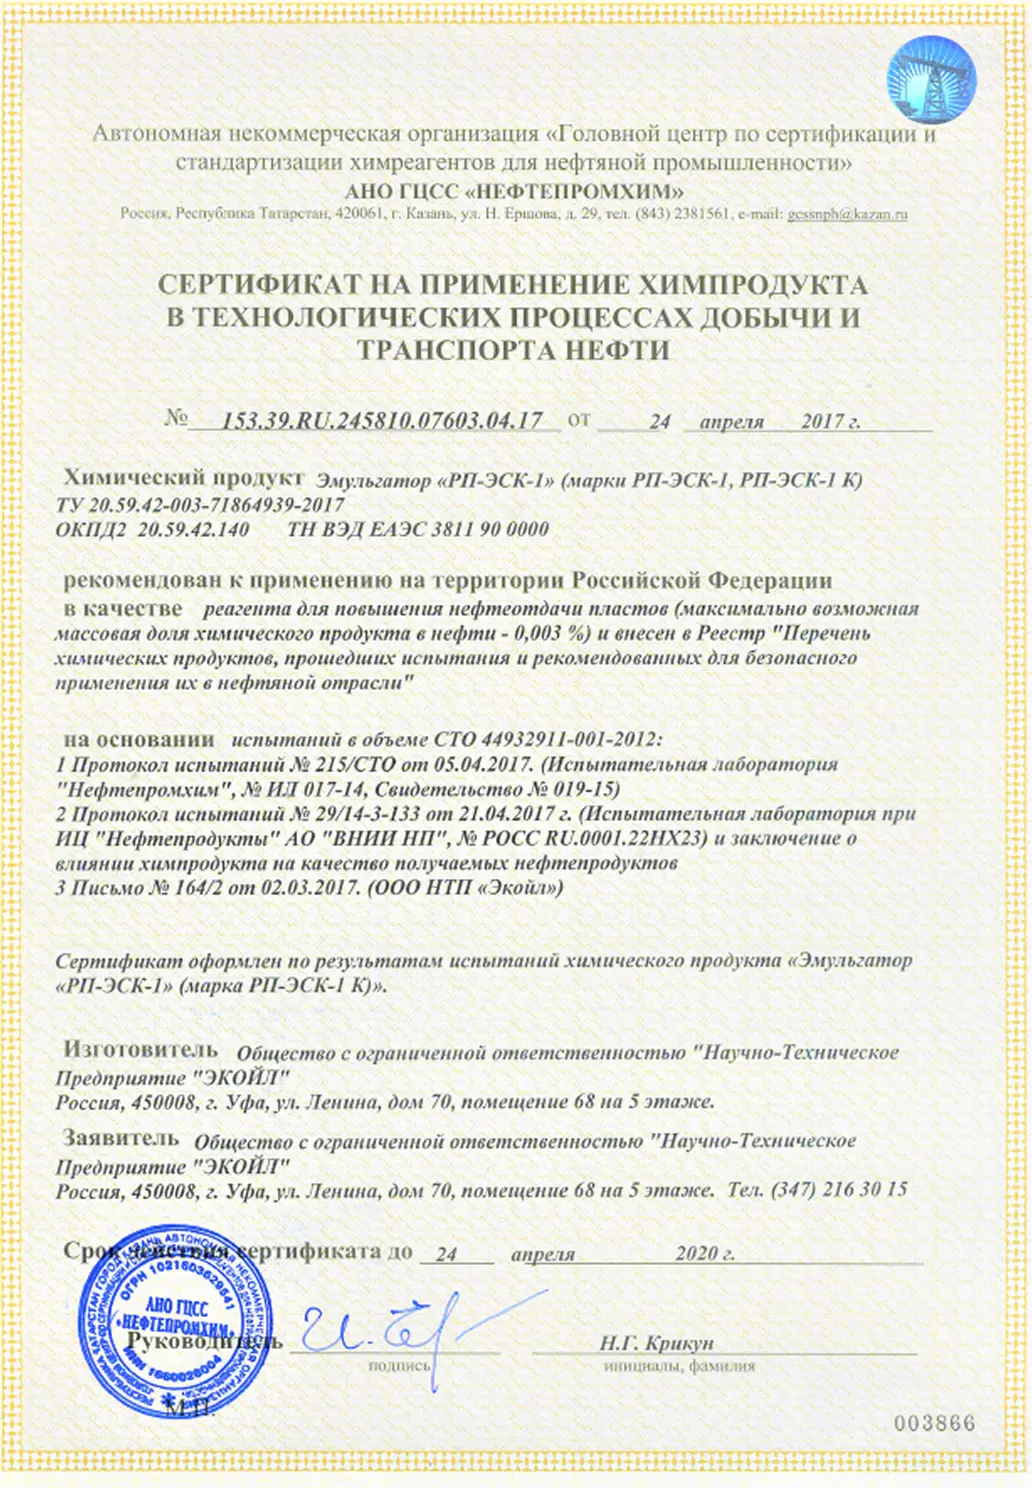 Автономная некоммерческая организация «Головной центр по сертификации и
стандартизации химреагентов для нефтяной промышленности»
АНО ГЦСС «НЕФТЕПРОМХИМ»
Россия, Республика Татарстан, 420061, г. Казань, ул. Н. Ершова, д. 29, тел. (843) 2381561, e-mail: gcssnph@kazan.ru
СЕРТИФИКАТ НА ПРИМЕНЕНИЕ ХИМПРОДУКТА
В ТЕХНОЛОГИЧЕСКИХ ПРОЦЕССАХ ДОБЫЧИ И
ТРАНСПОРТА НЕФТИ
№ 153.39.RU.245810.07603.04.17 от 24 апреля 2017 г.
Химический продукт Эмульгатор «РП-ЭСК-1» (марки РП-ЭСК-1, РП-ЭСК-1 К)
ТУ 20.59.42-003-71864939-2017
ОКПД2 20.59.42.140 ТН ВЭД ЕАЭС 3811 90 0000
рекомендован к применению на территории Российской Федерации
в качестве реагента для повышения нефтеотдачи пластов (максимально возможная
массовая доля химического продукта в нефти - 0,003 %) и внесен в Реестр "Перечень
химических продуктов, прошедших испытания и рекомендованных для безопасного
применения их в нефтяной отрасли"
на основании испытаний в объеме СТО 44932911-001-2012:
1 Протокол испытаний № 215/СТО от 05.04.2017. (Испытательная лаборатория
"Нефтепромхим", № ИЛ 017-14, Свидетельство № 019-15)
2 Протокол испытаний № 29/14-3-133 от 21.04.2017 г. (Испытательная лаборатория при
ИЦ "Нефтепродукты" АО "ВНИИ НП", № РОСС RU.0001.22НХ23) и заключение о
влиянии химпродукта на качество получаемых нефтепродуктов
3 Письмо № 164/2 от 02.03.2017. (ООО НТП «Экойл»)
Сертификат оформлен по результатам испытаний химического продукта «Эмульгатор
«РП-ЭСК-1» (марка РП-ЭСК-1 К)».
Изготовитель Общество с ограниченной ответственностью "Научно-Техническое
Предприятие "ЭКОЙЛ"
Россия, 450008, г. Уфа, ул. Ленина, дом 70, помещение 68 на 5 этаже.
Заявитель Общество с ограниченной ответственностью "Научно-Техническое
Предприятие "ЭКОЙЛ"
Россия, 450008, г. Уфа, ул. Ленина, дом 70, помещение 68 на 5 этаже. Тел. (347) 216 30 15
Срок действия сертификата до 24 апреля 2020 г.
ОГРН 1021603629541
АНО ГЦСС
«НЕФТЕПРОМХИМ»
ИНН 1660026004
Руководитель Н.Г. Крикун
подпись инициалы, фамилия
М.П.
003866